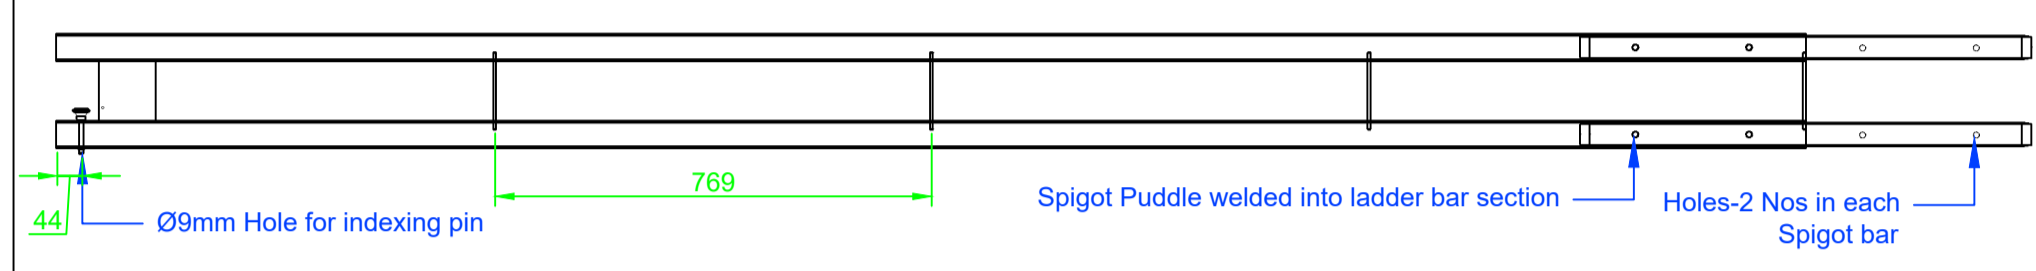 769
44
Ø9mm Hole for indexing pin
Spigot Puddle welded into ladder bar section
Holes-2 Nos in each
Spigot bar